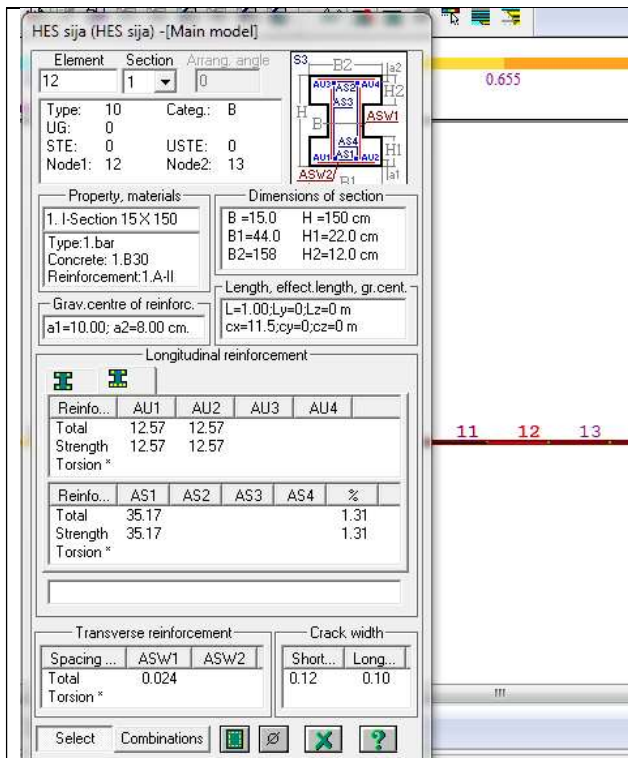 HES sija (HES sija) -[Main model]
Element Section Arrang. angle
12 1 0
Type: 10 Categ.: B
UG: 0
STE: 0 USTE: 0
Node1: 12 Node2: 13
S3
B2
a2
AU3 AS2 AU4
H2
AS3
H
B
ASW1
AS4
H1
AU1 AS1 AU2
a1
ASW2
B1
Property, materials
1. I-Section 15 X 150
Type:1.bar
Concrete: 1.B30
Reinforcement:1.A-II
Dimensions of section
B =15.0 H =150 cm
B1=44.0 H1=22.0 cm
B2=158 H2=12.0 cm
Grav.centre of reinforc.
a1=10.00; a2=8.00 cm.
Length, effect.length, gr.cent.
L=1.00;Ly=0;Lz=0 m
cx=11.5;cy=0;cz=0 m
Longitudinal reinforcement
Reinfo... AU1 AU2 AU3 AU4
Total 12.57 12.57
Strength 12.57 12.57
Torsion *
Reinfo... AS1 AS2 AS3 AS4 %
Total 35.17 1.31
Strength 35.17 1.31
Torsion *
Transverse reinforcement
Spacing ... ASW1 ASW2
Total 0.024
Torsion *
Crack width
Short... Long...
0.12 0.10
Select Combinations
?
0.655
11 12 13